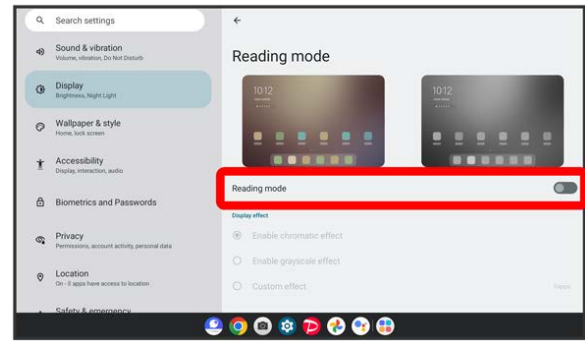 Search settings
Sound & vibration
Volume, vibration, Do Not Disturb
Display
Brightness, Night Light
Wallpaper & style
Home, lock screen
Accessibility
Display, interaction, audio
Biometrics and Passwords
Privacy
Permissions, account activity, personal data
Location
On - 0 apps have access to location
Safety & emergency
Reading mode
10:12
10:12
Reading mode
Display effect
Enable chromatic effect
Enable grayscale effect
Custom effect